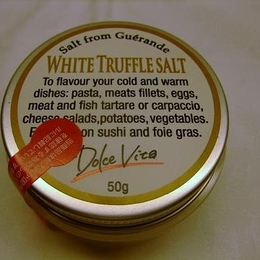 Salt from Guérande
WHITE TRUFFLE SALT
To flavour your cold and warm
dishes: pasta, meats fillets, eggs,
meat and fish tartare or carpaccio,
cheese, salads, potatoes, vegetables.
on sushi and foie gras.
Dolce Vita
50g